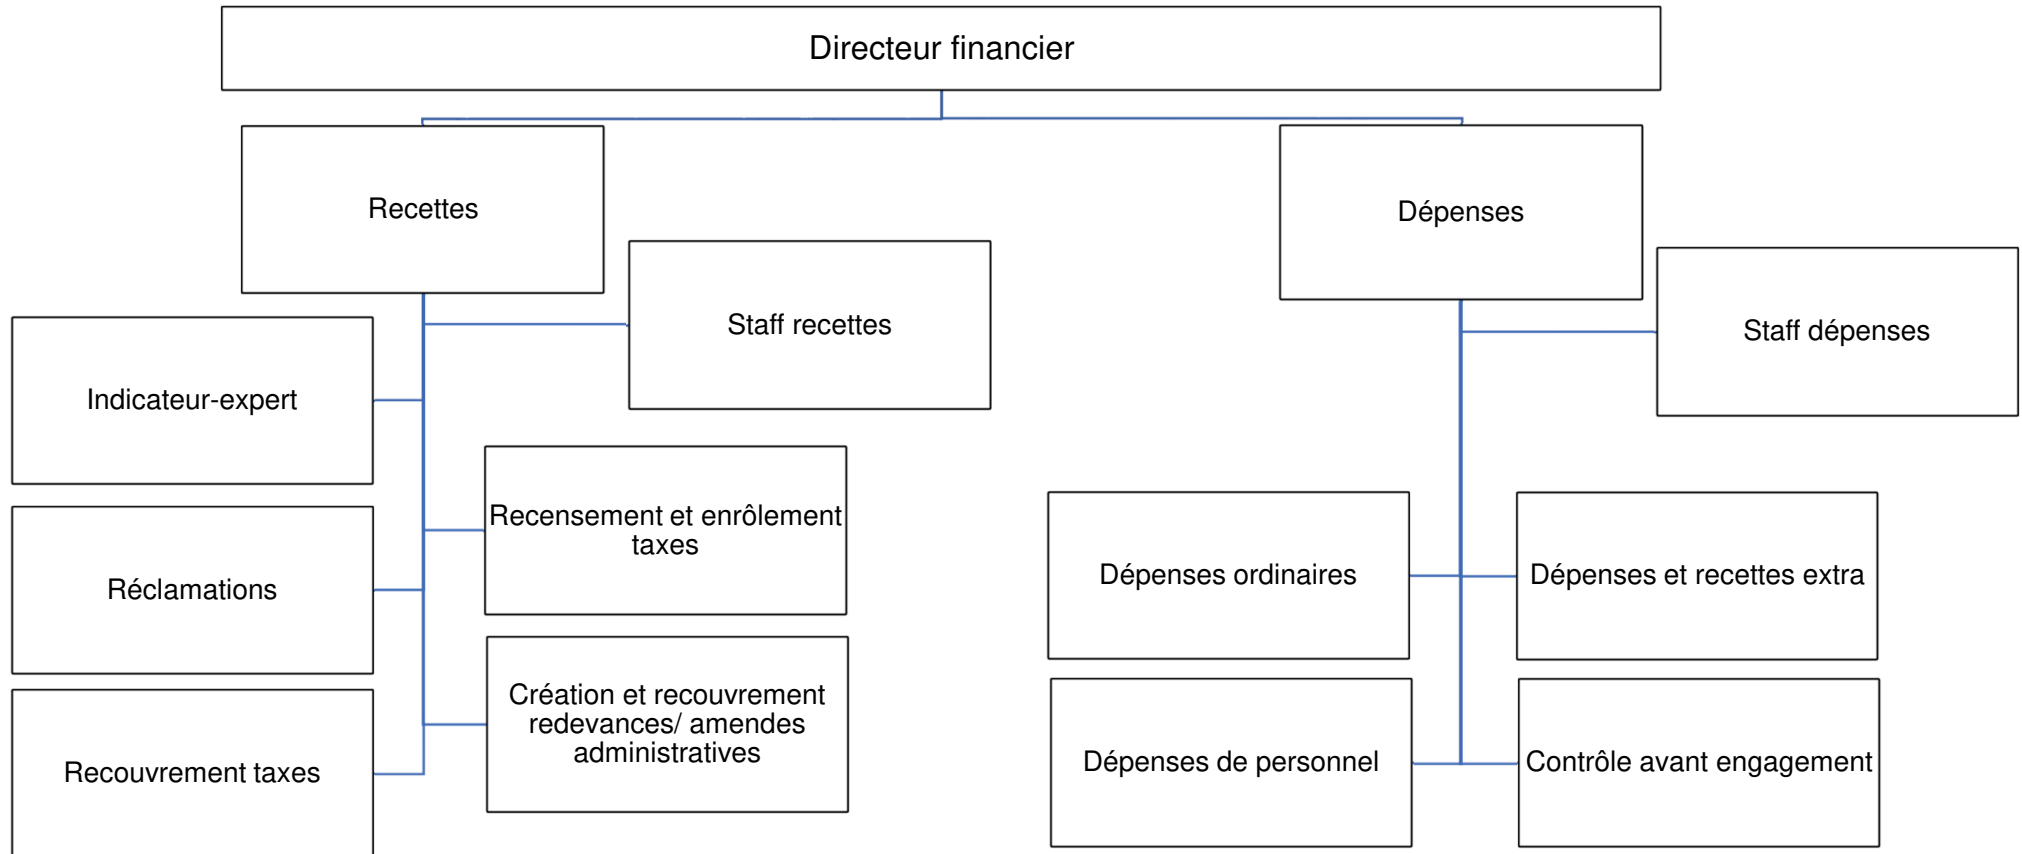 Directeur financier
Recettes
Dépenses
Staff recettes
Staff dépenses
Indicateur-expert
Recensement et enrôlement
taxes
Réclamations
Création et recouvrement
redevances/ amendes
administratives
Recouvrement taxes
Dépenses ordinaires
Dépenses et recettes extra
Dépenses de personnel
Contrôle avant engagement